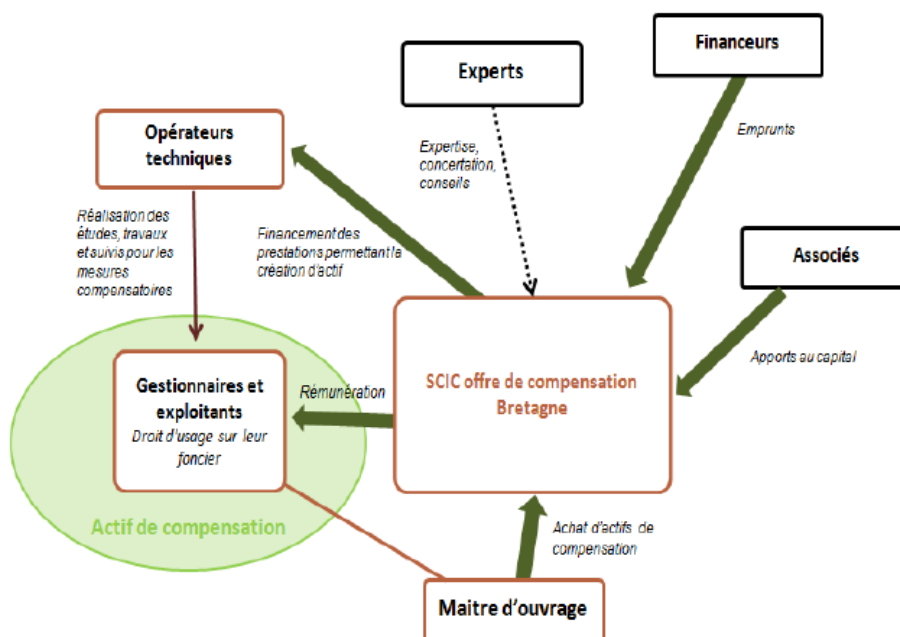 Financeurs
Experts
Emprunts
Opérateurs
techniques
Expertise,
concertation,
conseils
Réalisation des
études, travaux
et suivis pour les
mesures
compensatoires
Financement des
prestations permettant la
création d'actif
Associés
Apports au capital
SCIC offre de compensation
Bretagne
Rémunération
Gestionnaires et
exploitants
Droit d'usage sur leur
foncier
Actif de compensation
Achat d'actifs de
compensation
Maitre d'ouvrage